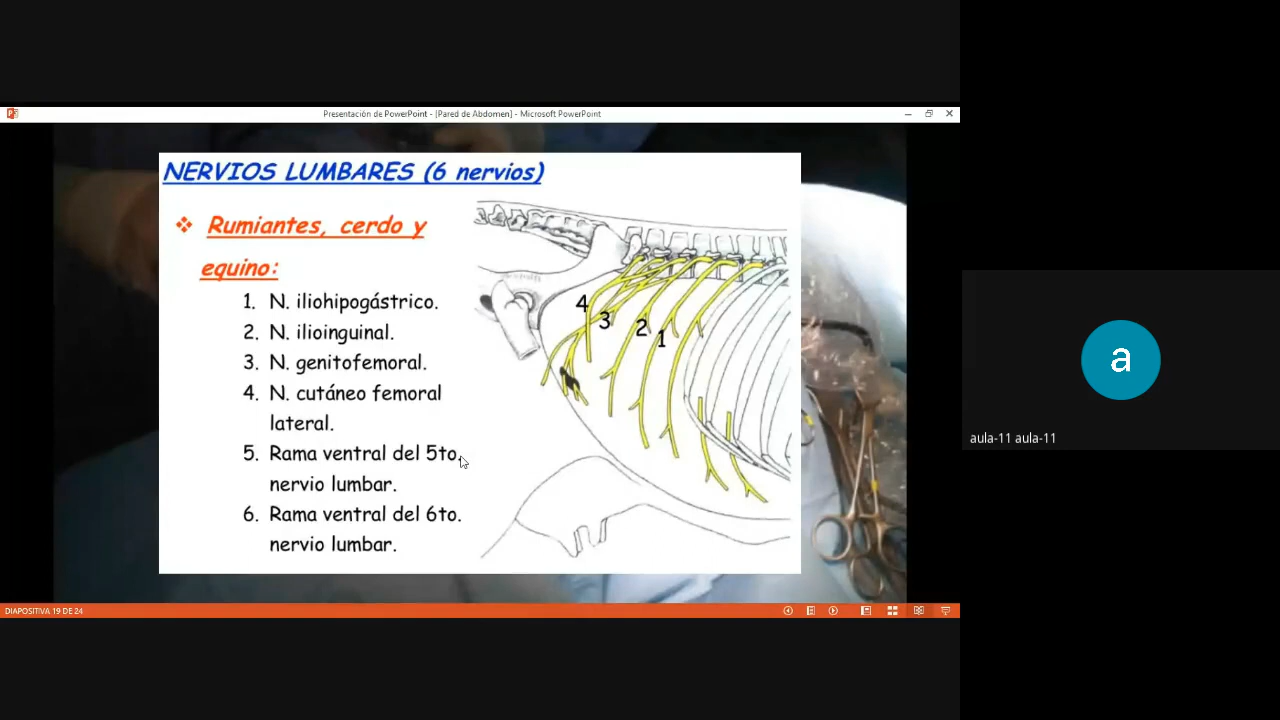 Presentación de PowerPoint - [Pared de Abdomen] - Microsoft PowerPoint
NERVIOS LUMBARES (6 nervios)
❖ Rumiantes, cerdo y
equino:
1. N. iliohipogástrico.
2. N. ilioinguinal.
3. N. genitofemoral.
4. N. cutáneo femoral
lateral.
5. Rama ventral del 5to.
nervio lumbar.
6. Rama ventral del 6to.
nervio lumbar.
4
3
2
1
a
aula-11 aula-11
DIAPOSITIVA 19 DE 24